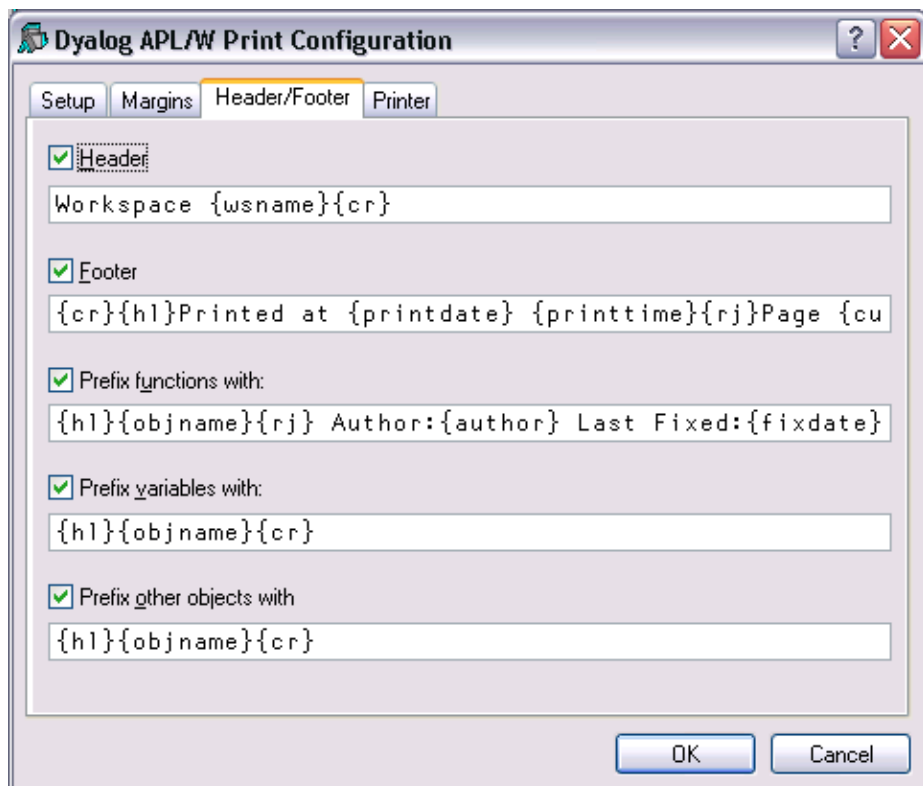 Dyalog APL/W Print Configuration
Setup Margins Header/Footer Printer
Header
Workspace {wsname}{cr}
Footer
{cr}{hl}Printed at {printdate} {printtime}{rj}Page {cu
Prefix functions with:
{hl}{objname}{rj} Author:{author} Last Fixed:{fixdate}
Prefix variables with:
{hl}{objname}{cr}
Prefix other objects with
{hl}{objname}{cr}
OK Cancel